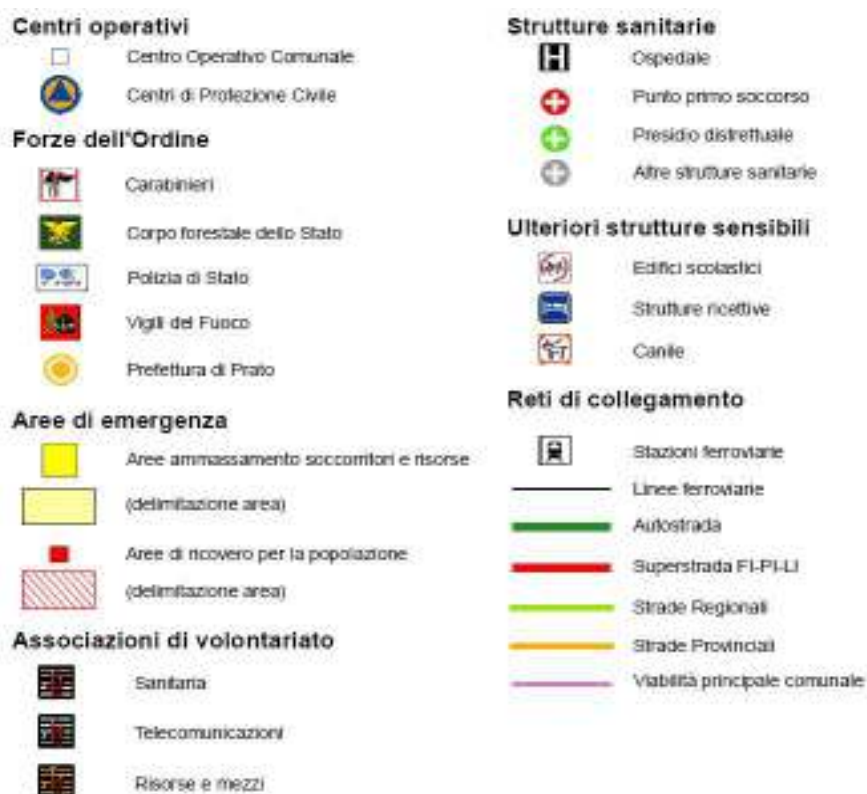 Centri operativi
Centro Operativo Comunale
Centri di Protezione Civile
Forze dell'Ordine
Carabinieri
Corpo forestale dello Stato
P.S.
Polizia di Stato
Vigili del Fuoco
Prefettura di Prato
Aree di emergenza
Aree ammassamento soccorritori e risorse
(delimitazione area)
Aree di ricovero per la popolazione
(delimitazione area)
Associazioni di volontariato
Sanitaria
Telecomunicazioni
Risorse e mezzi
Strutture sanitarie
H
Ospedale
Punto primo soccorso
Presidio distrettuale
Altre strutture sanitarie
Ulteriori strutture sensibili
Edifici scolastici
Strutture ricettive
Canile
Reti di collegamento
Stazioni ferroviarie
Linee ferroviarie
Autostrada
Superstrada FI-PI-LI
Strade Regionali
Strade Provinciali
Viabilità principale comunale